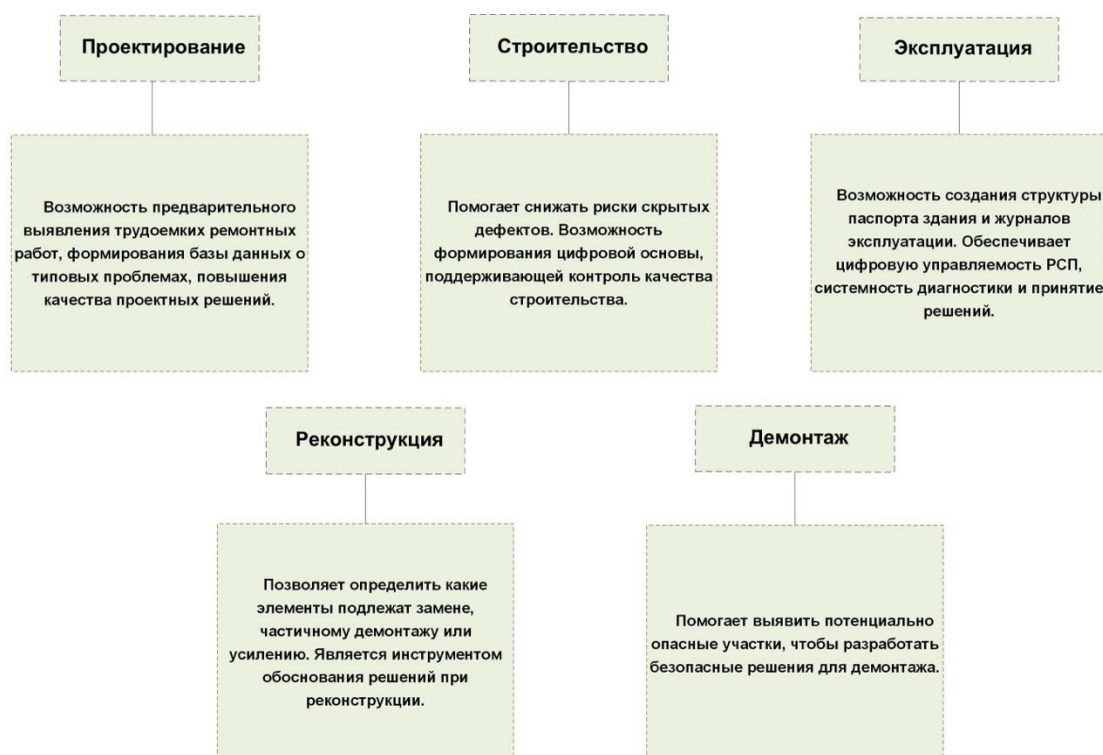 Проектирование
Строительство
Эксплуатация
Возможность предварительного
выявления трудоемких ремонтных
работ, формирования базы данных о
типовых проблемах, повышения
качества проектных решений.
Помогает снижать риски скрытых
дефектов. Возможность
формирования цифровой основы,
поддерживающей контроль качества
строительства.
Возможность создания структуры
паспорта здания и журналов
эксплуатации. Обеспечивает
цифровую управляемость РСП,
системность диагностики и принятие
решений.
Реконструкция
Демонтаж
Позволяет определить какие
элементы подлежат замене,
частичному демонтажу или
усилению. Является инструментом
обоснования решений при
реконструкции.
Помогает выявить потенциально
опасные участки, чтобы разработать
безопасные решения для демонтажа.